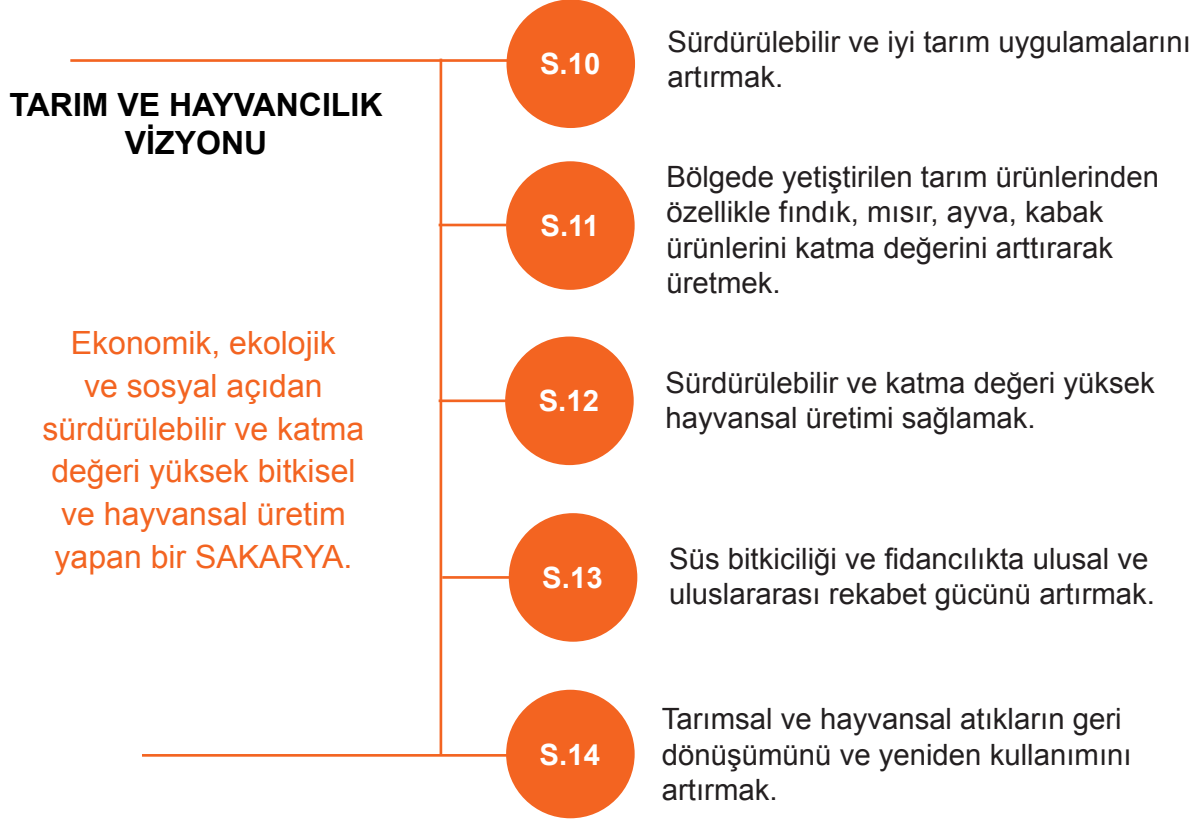 TARIM VE HAYVANCILIK
VİZYONU
Ekonomik, ekolojik
ve sosyal açıdan
sürdürülebilir ve katma
değeri yüksek bitkisel
ve hayvansal üretim
yapan bir SAKARYA.
S.10
Sürdürülebilir ve iyi tarım uygulamalarını
artırmak.
S.11
Bölgede yetiştirilen tarım ürünlerinden
özellikle fındık, mısır, ayva, kabak
ürünlerini katma değerini arttırarak
üretmek.
S.12
Sürdürülebilir ve katma değeri yüksek
hayvansal üretimi sağlamak.
S.13
Süs bitkiciliği ve fidancılıkta ulusal ve
uluslararası rekabet gücünü artırmak.
S.14
Tarımsal ve hayvansal atıkların geri
dönüşümünü ve yeniden kullanımını
artırmak.